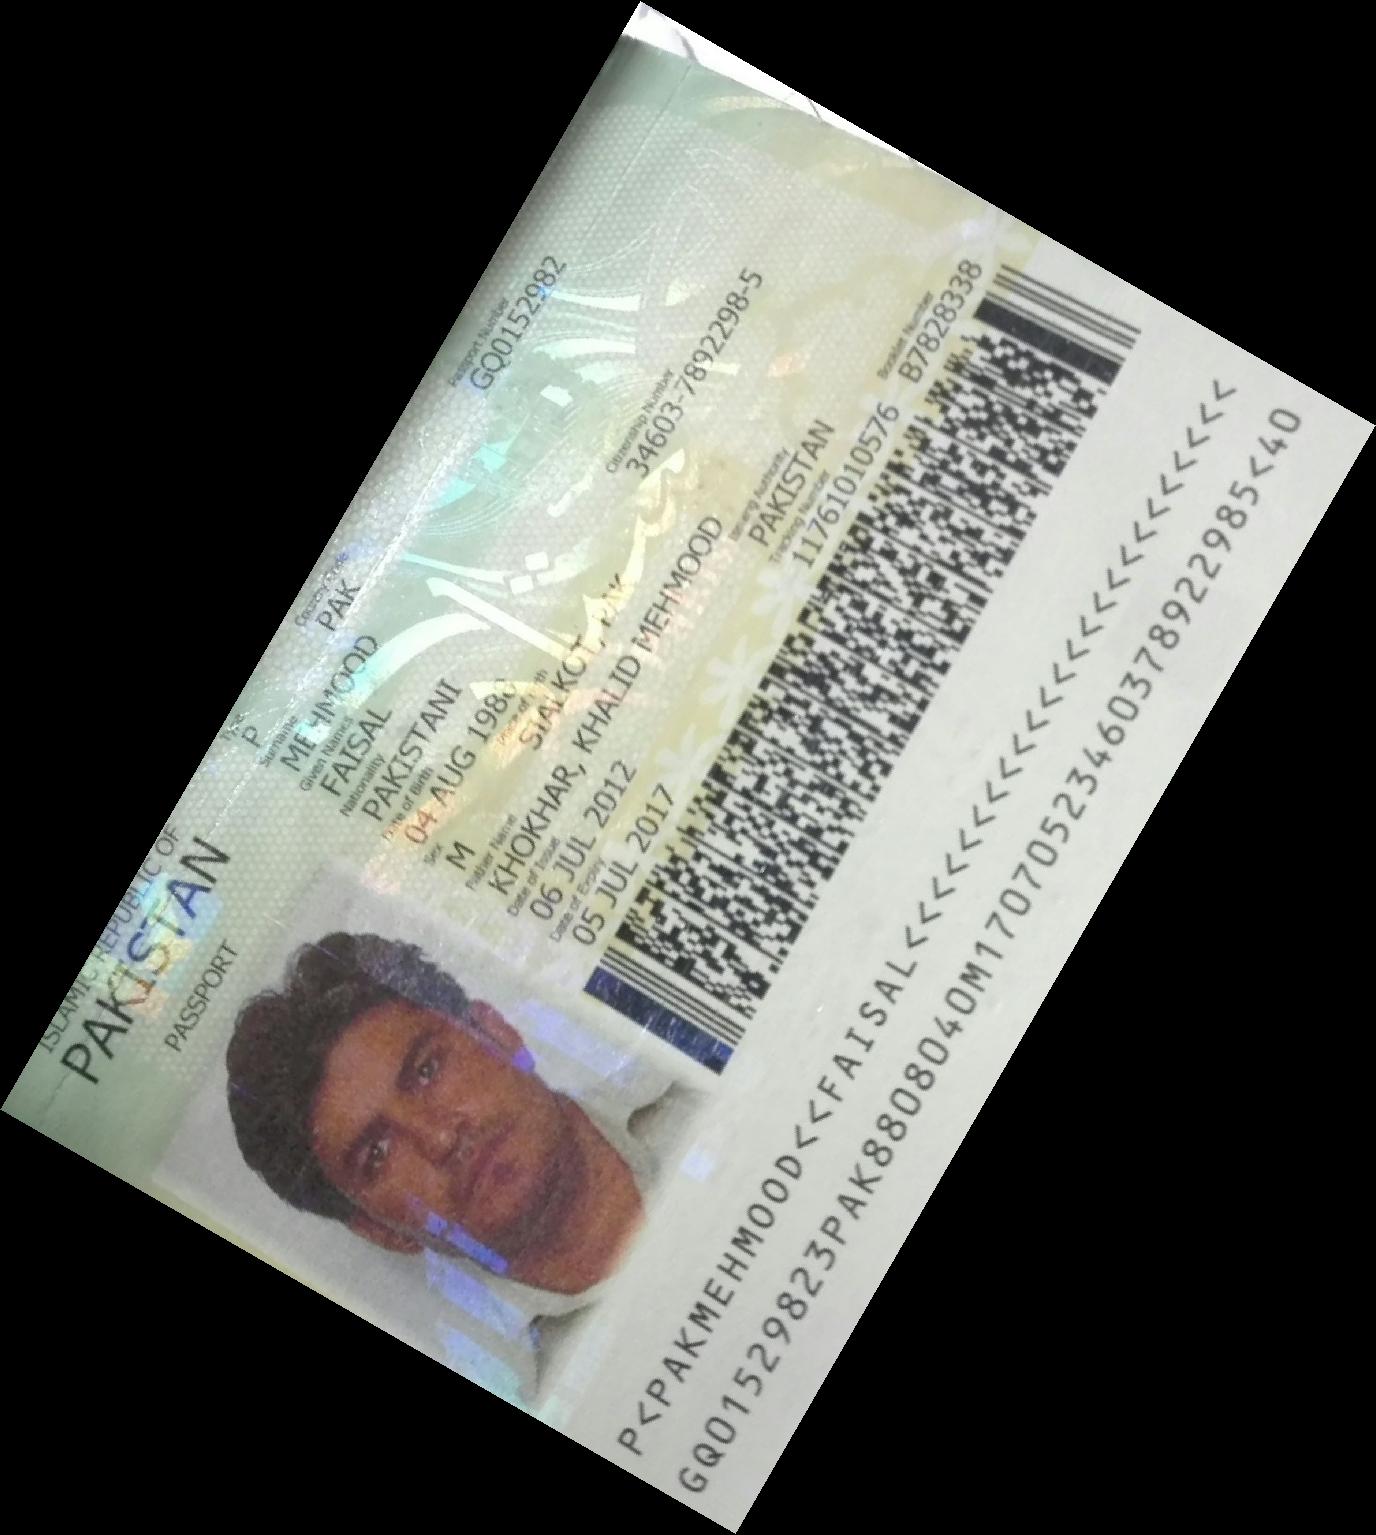 ISLAMIC REPUBLIC OF
PAKISTAN
PASSPORT
P
Country Code
PAK
Passport Number
GQ0152982
Surname
MEHMOOD
Given Names
FAISAL
Nationality
PAKISTANI
Date of Birth
04 AUG 1988
Citizenship Number
34603-7892298-5
Sex
M
Place of Birth
SIALKOT, PAK
Father Name
KHOKHAR, KHALID MEHMOOD
Date of Issue
06 JUL 2012
Issuing Authority
PAKISTAN
Date of Expiry
05 JUL 2017
Tracking Number
11761010576
Booklet Number
B7828338
P<PAKMEHMOOD<<FAISAL<<<<<<<<<<<<<<<<<<<<<<<<
GQ01529823PAK8808040M17070523460378922985<40